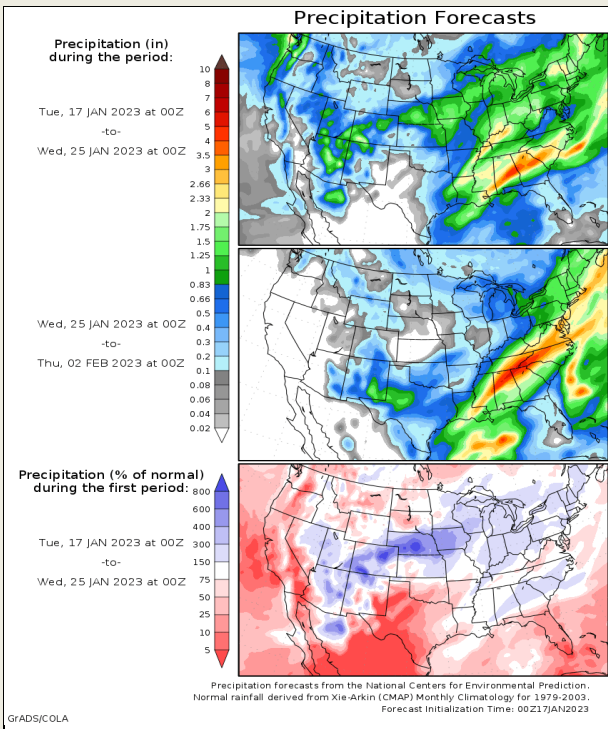 Precipitation Forecasts
Precipitation (in)
during the period:
Tue, 17 JAN 2023 at 00Z
-to-
Wed, 25 JAN 2023 at 00Z
10
8
7
6
5
4
3.5
3
2.66
2.33
2
1.75
1.5
1.25
1
0.83
0.66
0.5
0.4
0.3
0.2
0.1
0.08
0.06
0.04
0.02
Wed, 25 JAN 2023 at 00Z
-to-
Thu, 02 FEB 2023 at 00Z
Precipitation (% of normal)
during the first period:
Tue, 17 JAN 2023 at 00Z
-to-
Wed, 25 JAN 2023 at 00Z
800
600
400
300
150
75
50
25
10
5
Precipitation forecasts from the National Centers for Environmental Prediction.
Normal rainfall derived from Xie-Arkin (CMAP) Monthly Climatology for 1979-2003.
Forecast Initialization Time: 00Z17JAN2023
GrADS/COLA